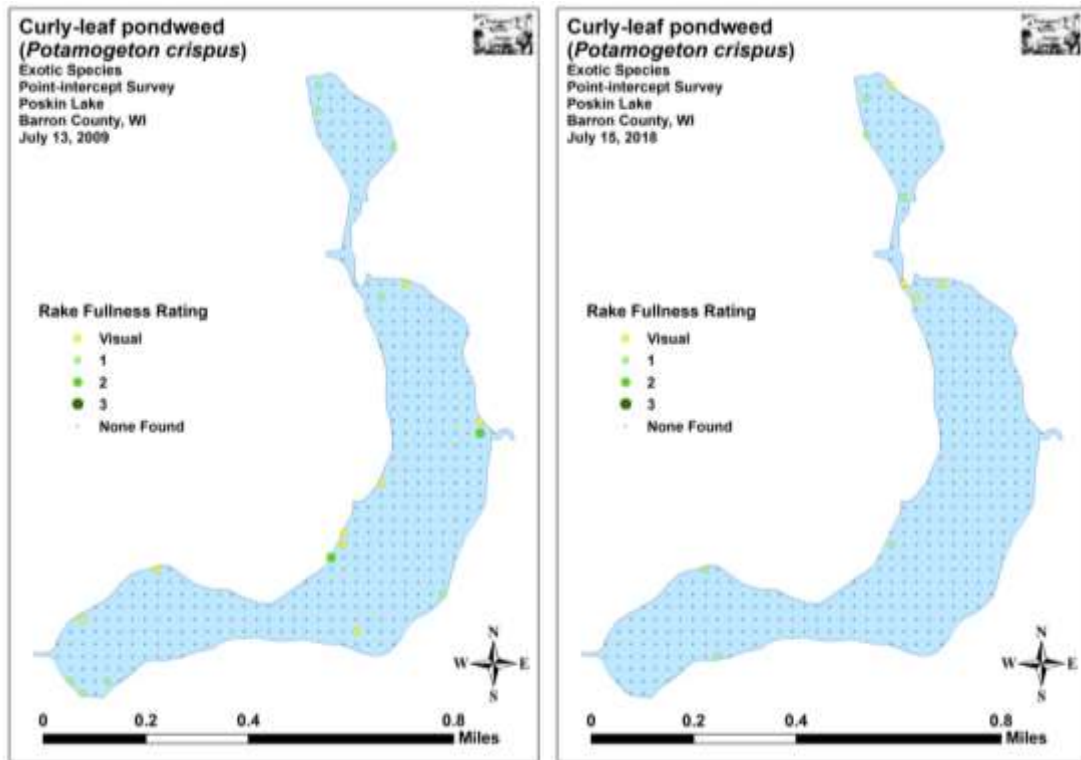 Curly-leaf pondweed
(Potamogeton crispus)
Exotic Species
Point-intercept Survey
Poskin Lake
Barron County, WI
July 13, 2009
Rake Fullness Rating
Visual
1
2
3
None Found
N
W E
S
0 0.2 0.4 0.8
Miles
Curly-leaf pondweed
(Potamogeton crispus)
Exotic Species
Point-intercept Survey
Poskin Lake
Barron County, WI
July 15, 2018
Rake Fullness Rating
Visual
1
2
3
None Found
N
W E
S
0 0.2 0.4 0.8
Miles